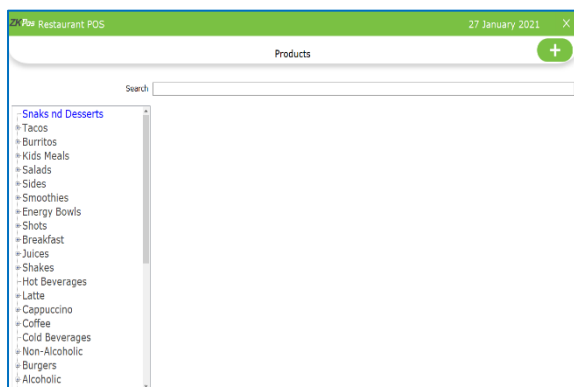 ZKPos Restaurant POS 27 January 2021 X
Products +
Search
Snaks nd Desserts
Tacos
Burritos
Kids Meals
Salads
Sides
Smoothies
Energy Bowls
Shots
Breakfast
Juices
Shakes
Hot Beverages
Latte
Cappuccino
Coffee
Cold Beverages
Non-Alcoholic
Burgers
Alcoholic